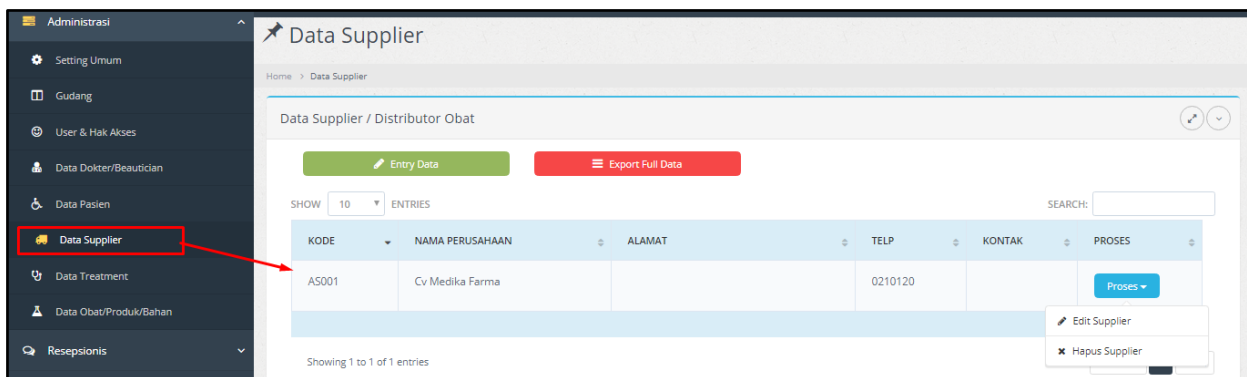 Administrasi
Setting Umum
Gudang
User & Hak Akses
Data Dokter/Beautician
Data Pasien
Data Supplier
Data Treatment
Data Obat/Produk/Bahan
Resepsionis
Data Supplier
Home > Data Supplier
Data Supplier / Distributor Obat
Entry Data Export Full Data
SHOW 10 ENTRIES SEARCH:
KODE NAMA PERUSAHAAN ALAMAT TELP KONTAK PROSES
AS001 Cv Medika Farma 0210120 Proses
Edit Supplier
Hapus Supplier
Showing 1 to 1 of 1 entries